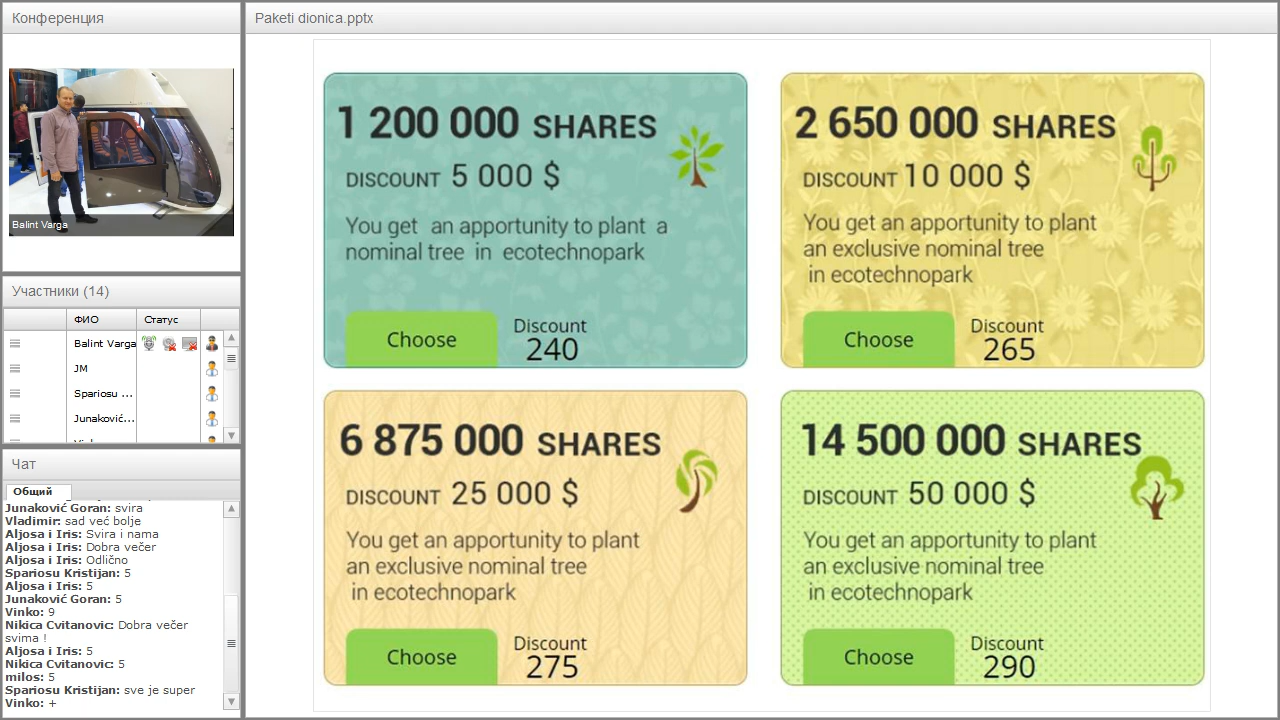 Конференция
Balint Varga
Участники (14)
ФИО Статус
Balint Varga
JM
Spariosu ...
Junaković...
Чат
Общий
Junaković Goran: svira
Vladimir: sad već bolje
Aljosa i Iris: Svira i nama
Aljosa i Iris: Dobra večer
Aljosa i Iris: Odlično
Spariosu Kristijan: 5
Aljosa i Iris: 5
Junaković Goran: 5
Vinko: 9
Nikica Cvitanovic: Dobra večer
svima !
Aljosa i Iris: 5
Nikica Cvitanovic: 5
milos: 5
Spariosu Kristijan: sve je super
Vinko: +
Paketi dionica.pptx
1 200 000 SHARES
DISCOUNT 5 000 $
You get an apportunity to plant a
nominal tree in ecotechnopark
Choose
Discount
240
2 650 000 SHARES
DISCOUNT 10 000 $
You get an apportunity to plant
an exclusive nominal tree
in ecotechnopark
Choose
Discount
265
6 875 000 SHARES
DISCOUNT 25 000 $
You get an apportunity to plant
an exclusive nominal tree
in ecotechnopark
Choose
Discount
275
14 500 000 SHARES
DISCOUNT 50 000 $
You get an apportunity to plant
an exclusive nominal tree
in ecotechnopark
Choose
Discount
290